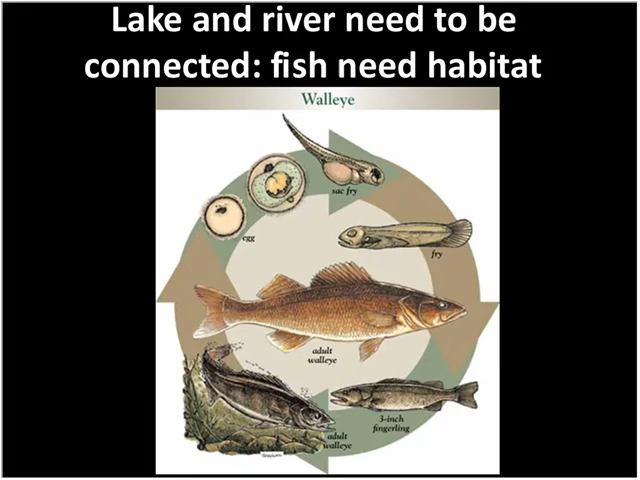 Lake and river need to be
connected: fish need habitat
Walleye
sac fry
egg
fry
adult
walleye
3-inch
fingerling
adult
walleye